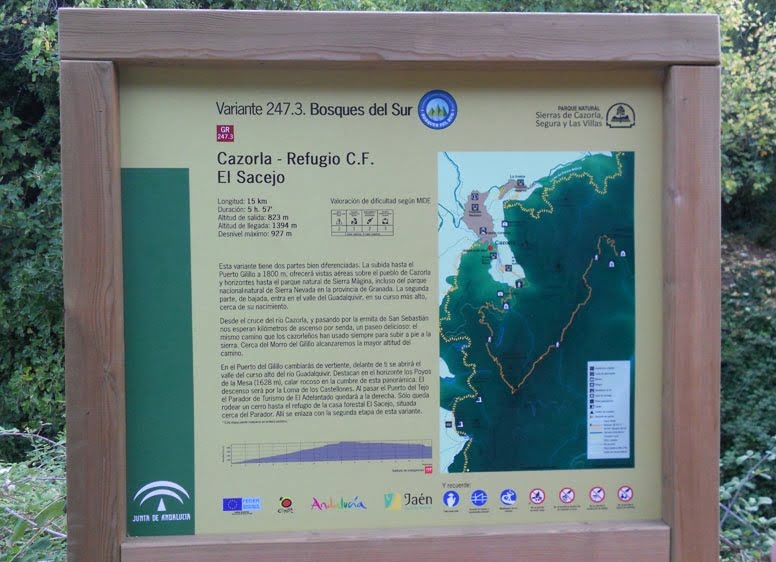 Variante 247.3. Bosques del Sur
BOSQUES DEL SUR
PARQUE NATURAL
Sierras de Cazorla,
Segura y Las Villas
GR
247.3
Cazorla - Refugio C.F.
El Sacejo
Longitud: 15 km
Duración: 5 h. 57'
Altitud de salida: 823 m
Altitud de llegada: 1394 m
Desnivel máximo: 927 m
Valoración de dificultad según MIDE
Esta variante tiene dos partes bien diferenciadas. La subida hasta el
Puerto Gilillo a 1800 m, ofrecerá vistas aéreas sobre el pueblo de Cazorla
y horizontes hasta el parque natural de Sierra Mágina, incluso del parque
nacional-natural de Sierra Nevada en la provincia de Granada. La segunda
parte, de bajada, entra en el valle del Guadalquivir, en su curso más alto,
cerca de su nacimiento.
Desde el cruce del río Cazorla, y pasando por la ermita de San Sebastián
nos esperan kilómetros de ascenso por senda, un paseo delicioso: el
mismo camino que los cazorleños han usado siempre para subir a pie a la
sierra. Cerca del Morro del Gilillo alcanzaremos la mayor altitud del
camino.
En el Puerto del Gilillo cambiarás de vertiente, delante de ti se abrirá el
valle del curso alto del río Guadalquivir. Destacan en el horizonte los Poyos
de la Mesa (1628 m), calar rocoso en la cumbre de esta panorámica. El
descenso será por la Loma de los Castellones. Al pasar el Puerto del Tejo
el Parador de Turismo de El Adelantado quedará a la derecha. Sólo queda
rodear un cerro hasta el refugio de la casa forestal El Sacejo, situada
cerca del Parador. Allí se enlaza con la segunda etapa de esta variante.
Cazorla
Y recuerde:
JUNTA DE ANDALUCIA
FEDER
Andalucía
Jaén